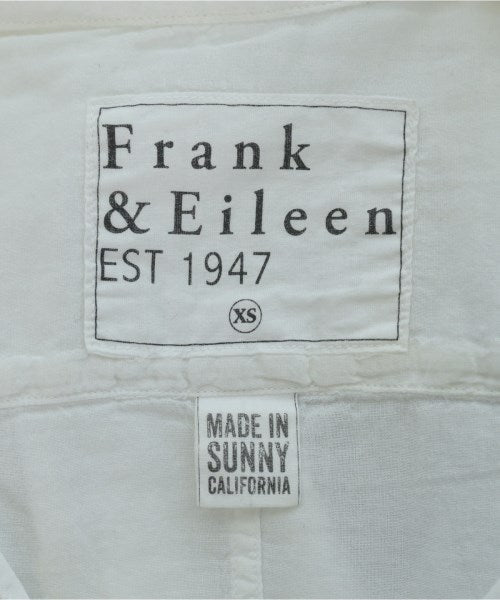 Frank
& Eileen
EST 1947
XS
MADE IN
SUNNY
CALIFORNIA